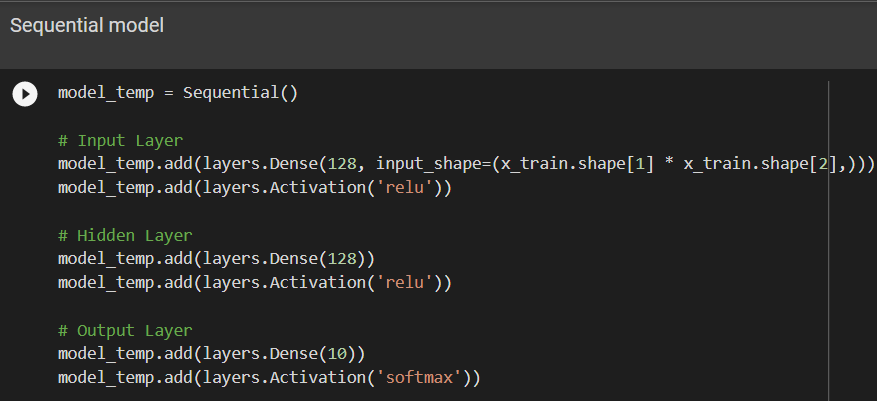 Sequential model
model_temp = Sequential()
# Input Layer
model_temp.add(layers.Dense(128, input_shape=(x_train.shape[1] * x_train.shape[2],)))
model_temp.add(layers.Activation('relu'))
# Hidden Layer
model_temp.add(layers.Dense(128))
model_temp.add(layers.Activation('relu'))
# Output Layer
model_temp.add(layers.Dense(10))
model_temp.add(layers.Activation('softmax'))